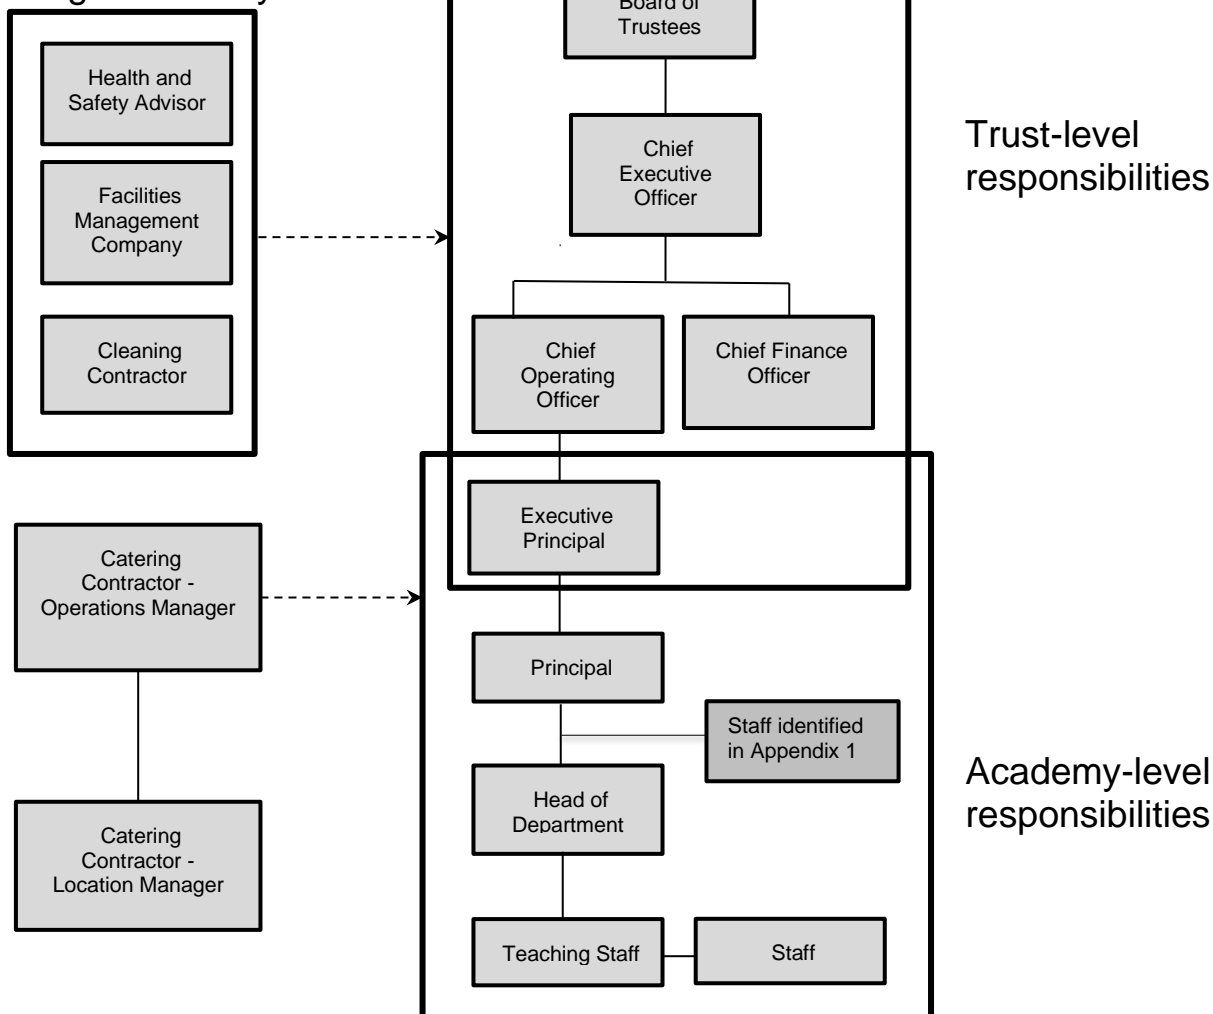 Board of
Trustees
Health and
Safety Advisor
Facilities
Management
Company
Cleaning
Contractor
Chief
Executive
Officer
Trust-level
responsibilities
Chief
Operating
Officer
Chief Finance
Officer
Executive
Principal
Catering
Contractor -
Operations Manager
Principal
Staff identified
in Appendix 1
Head of
Department
Academy-level
responsibilities
Catering
Contractor -
Location Manager
Teaching Staff
Staff